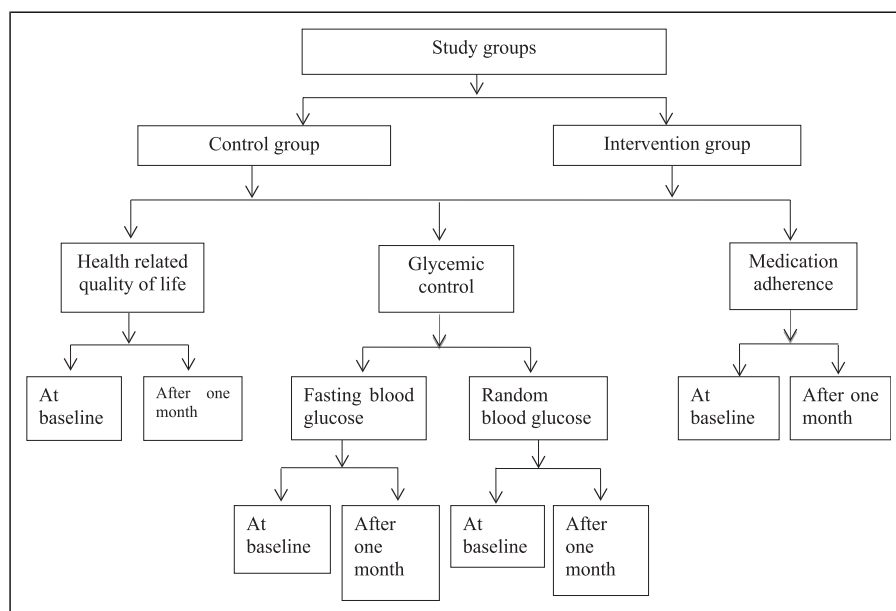 Study groups
Control group
Intervention group
Health related
quality of life
Glycemic
control
Medication
adherence
At
baseline
After one
month
Fasting blood
glucose
Random
blood glucose
At
baseline
After one
month
At
baseline
After
one
month
At
baseline
After
one
month